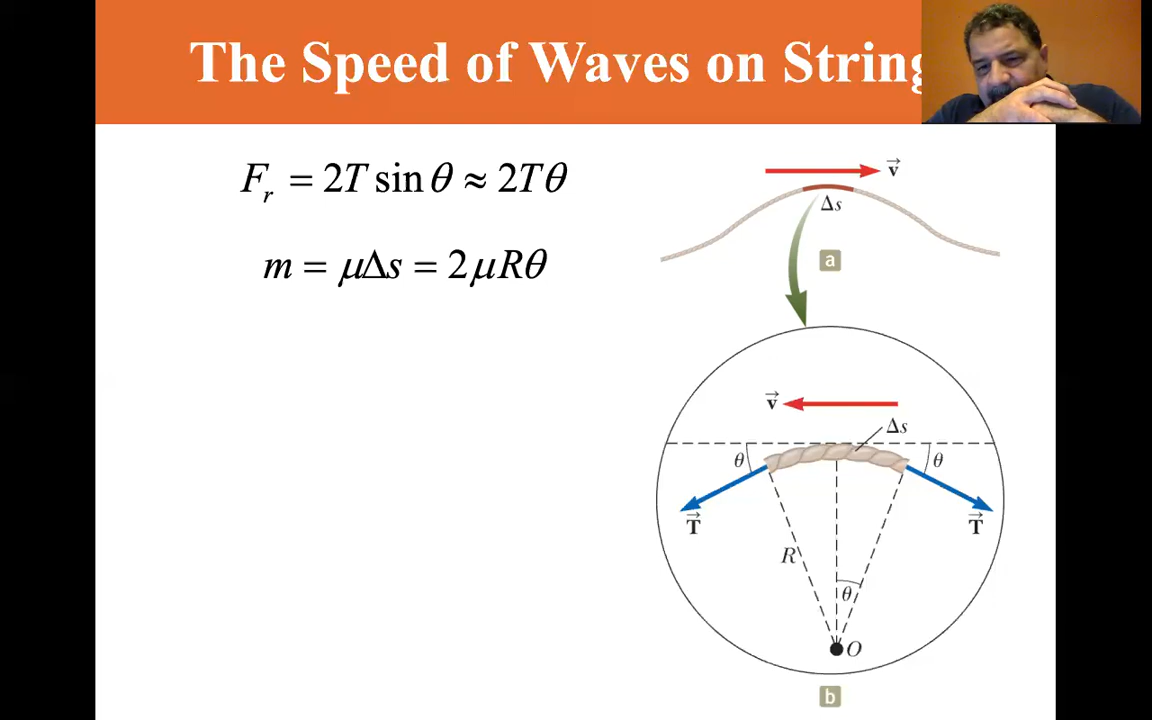 The Speed of Waves on String
F_r = 2T sin θ ≈ 2Tθ
m = μΔs = 2μRθ
v⃗
Δs
a
v⃗
Δs
θ
θ
T⃗
T⃗
R
θ
O
b